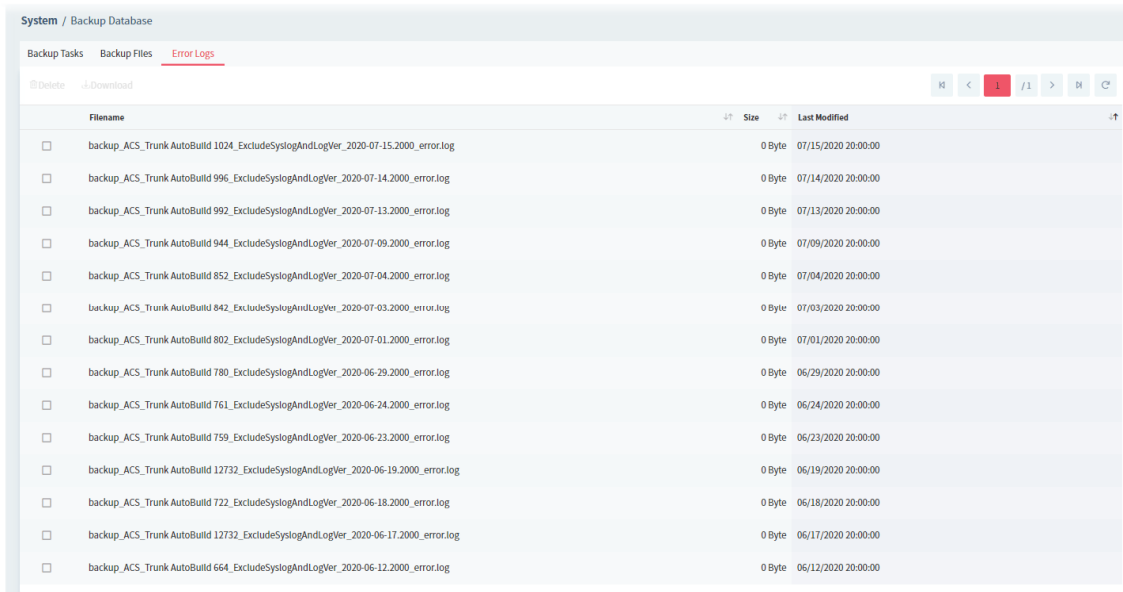 System / Backup Database
Backup Tasks Backup Files Error Logs
Delete Download 1 / 1
Filename Size Last Modified
backup_ACS_Trunk AutoBuild 1024_ExcludeSyslogAndLogVer_2020-07-15.2000_error.log 0 Byte 07/15/2020 20:00:00
backup_ACS_Trunk AutoBuild 996_ExcludeSyslogAndLogVer_2020-07-14.2000_error.log 0 Byte 07/14/2020 20:00:00
backup_ACS_Trunk AutoBuild 992_ExcludeSyslogAndLogVer_2020-07-13.2000_error.log 0 Byte 07/13/2020 20:00:00
backup_ACS_Trunk AutoBuild 944_ExcludeSyslogAndLogVer_2020-07-09.2000_error.log 0 Byte 07/09/2020 20:00:00
backup_ACS_Trunk AutoBuild 852_ExcludeSyslogAndLogVer_2020-07-04.2000_error.log 0 Byte 07/04/2020 20:00:00
backup_ACS_Trunk AutoBuild 842_ExcludeSyslogAndLogVer_2020-07-03.2000_error.log 0 Byte 07/03/2020 20:00:00
backup_ACS_Trunk AutoBuild 802_ExcludeSyslogAndLogVer_2020-07-01.2000_error.log 0 Byte 07/01/2020 20:00:00
backup_ACS_Trunk AutoBuild 780_ExcludeSyslogAndLogVer_2020-06-29.2000_error.log 0 Byte 06/29/2020 20:00:00
backup_ACS_Trunk AutoBuild 761_ExcludeSyslogAndLogVer_2020-06-24.2000_error.log 0 Byte 06/24/2020 20:00:00
backup_ACS_Trunk AutoBuild 759_ExcludeSyslogAndLogVer_2020-06-23.2000_error.log 0 Byte 06/23/2020 20:00:00
backup_ACS_Trunk AutoBuild 12732_ExcludeSyslogAndLogVer_2020-06-19.2000_error.log 0 Byte 06/19/2020 20:00:00
backup_ACS_Trunk AutoBuild 722_ExcludeSyslogAndLogVer_2020-06-18.2000_error.log 0 Byte 06/18/2020 20:00:00
backup_ACS_Trunk AutoBuild 12732_ExcludeSyslogAndLogVer_2020-06-17.2000_error.log 0 Byte 06/17/2020 20:00:00
backup_ACS_Trunk AutoBuild 664_ExcludeSyslogAndLogVer_2020-06-12.2000_error.log 0 Byte 06/12/2020 20:00:00